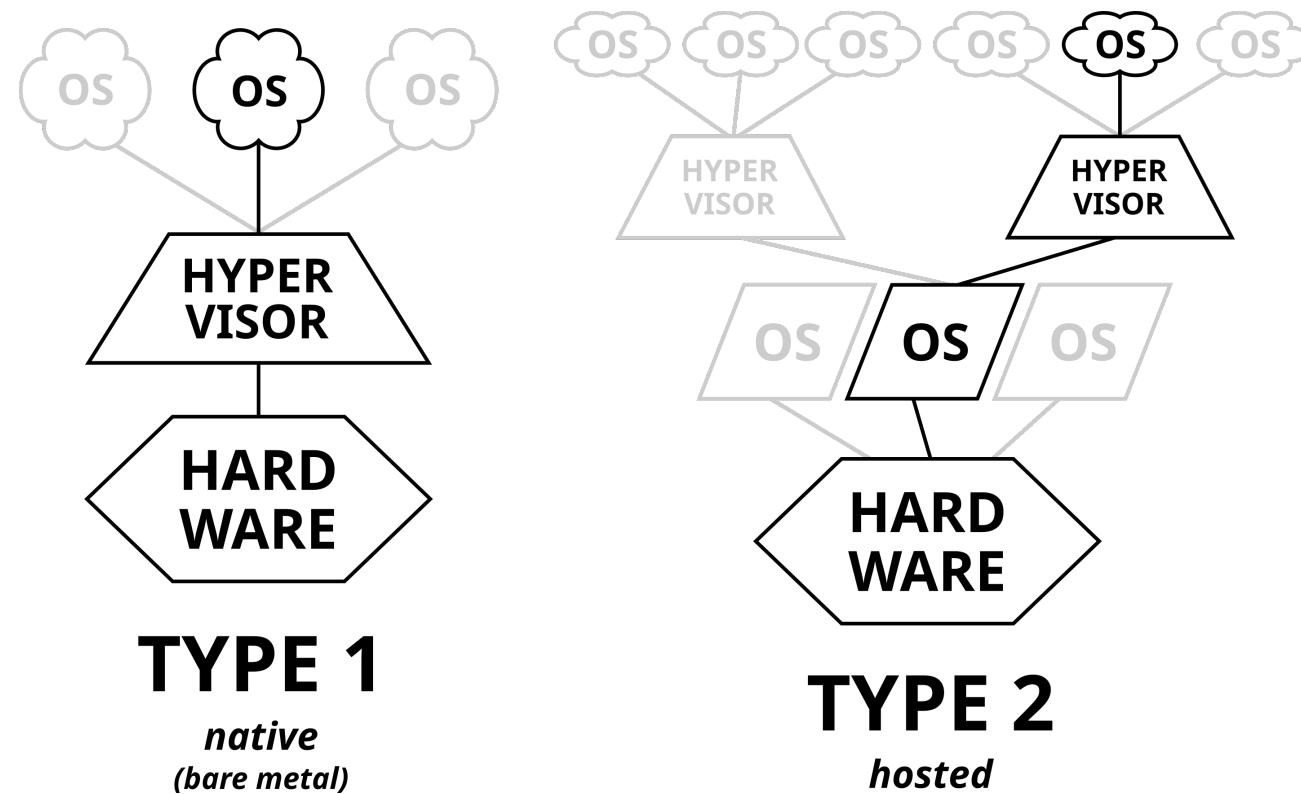 OS OS OS
HYPER
VISOR
HARD
WARE
TYPE 1
native
(bare metal)
OS OS OS OS OS OS
HYPER HYPER
VISOR VISOR
OS OS OS
HARD
WARE
TYPE 2
hosted